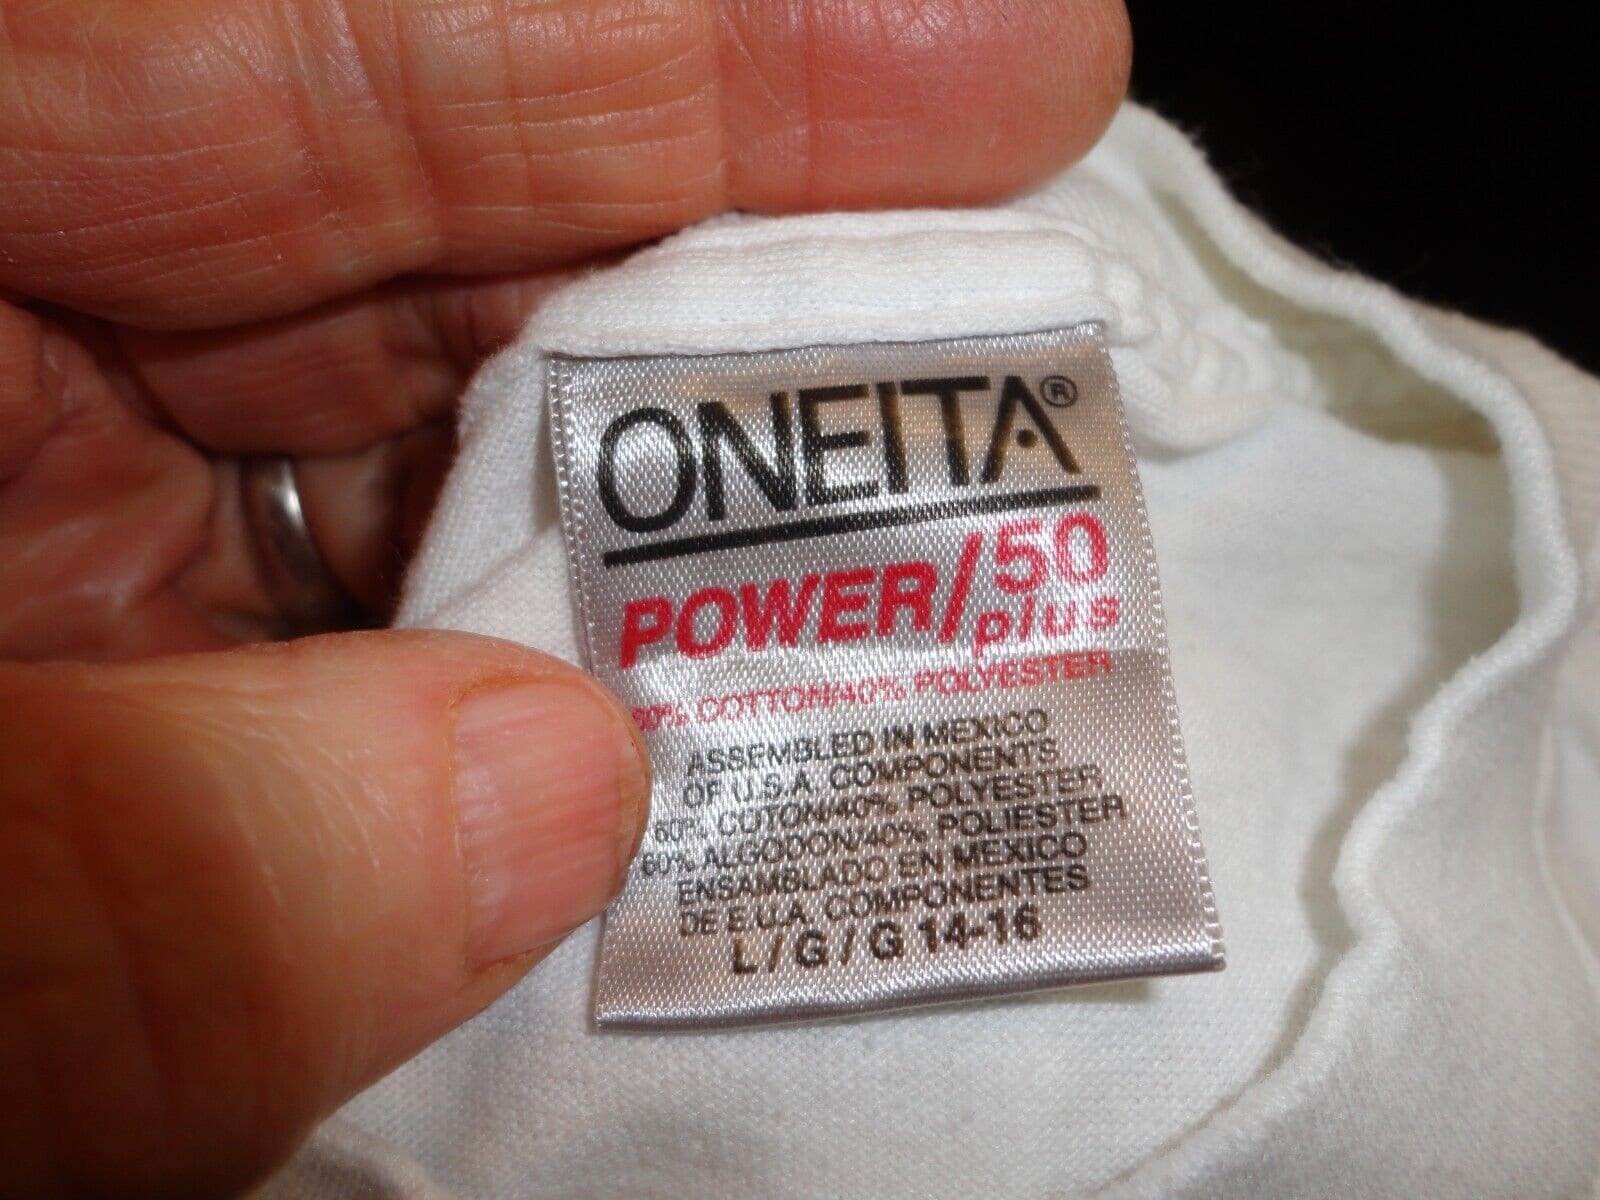 ONEITA®
POWER/50
plus
60% COTTON/40% POLYESTER
ASSEMBLED IN MEXICO
OF U.S.A. COMPONENTS
60% COTON/40% POLYESTER
60% ALGODON/40% POLIESTER
ENSAMBLADO EN MEXICO
DE E.U.A. COMPONENTES
L/G/G 14-16